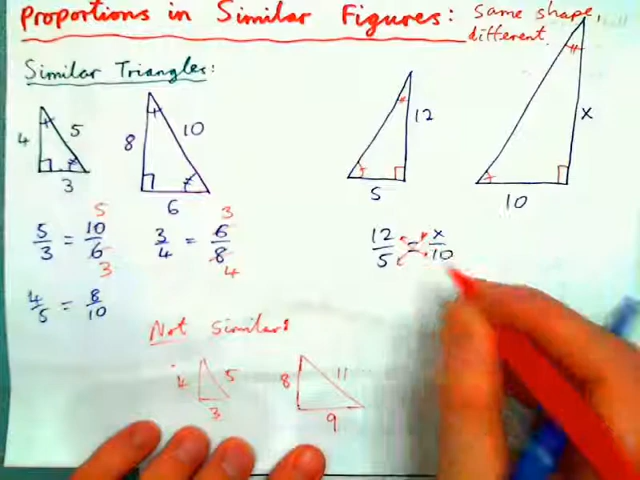 Proportions in Similar Figures:
Same shape,
different.
Similar Triangles:
4
5
3
8
10
6
12
5
x
10
5/3 = 10/6
5
3
3/4 = 6/8
3
4
12/5 = x/10
4/5 = 8/10
Not Similar:
4
5
3
8
11
9